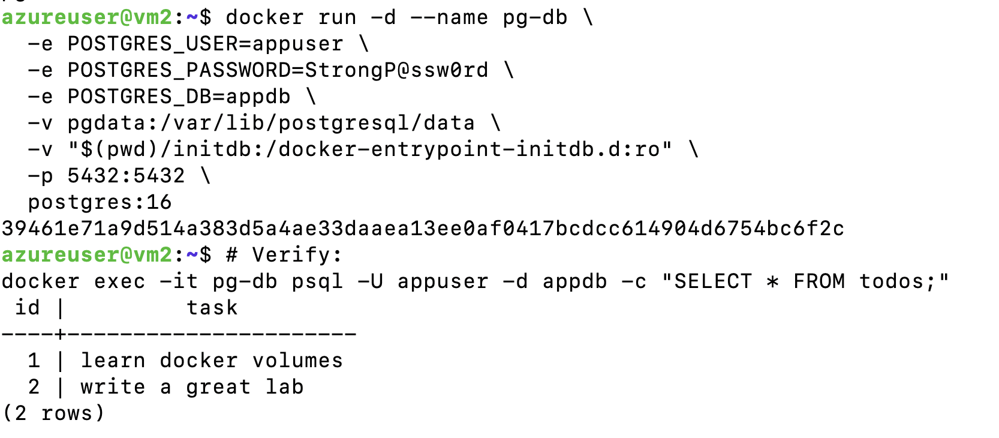 azureuser@vm2:~$ docker run -d --name pg-db \
  -e POSTGRES_USER=appuser \
  -e POSTGRES_PASSWORD=StrongP@ssw0rd \
  -e POSTGRES_DB=appdb \
  -v pgdata:/var/lib/postgresql/data \
  -v "$(pwd)/initdb:/docker-entrypoint-initdb.d:ro" \
  -p 5432:5432 \
  postgres:16
39461e71a9d514a383d5a4ae33daaea13ee0af0417bcdcc614904d6754bc6f2c
azureuser@vm2:~$ # Verify:
docker exec -it pg-db psql -U appuser -d appdb -c "SELECT * FROM todos;"
 id |         task
----+----------------------
  1 | learn docker volumes
  2 | write a great lab
(2 rows)